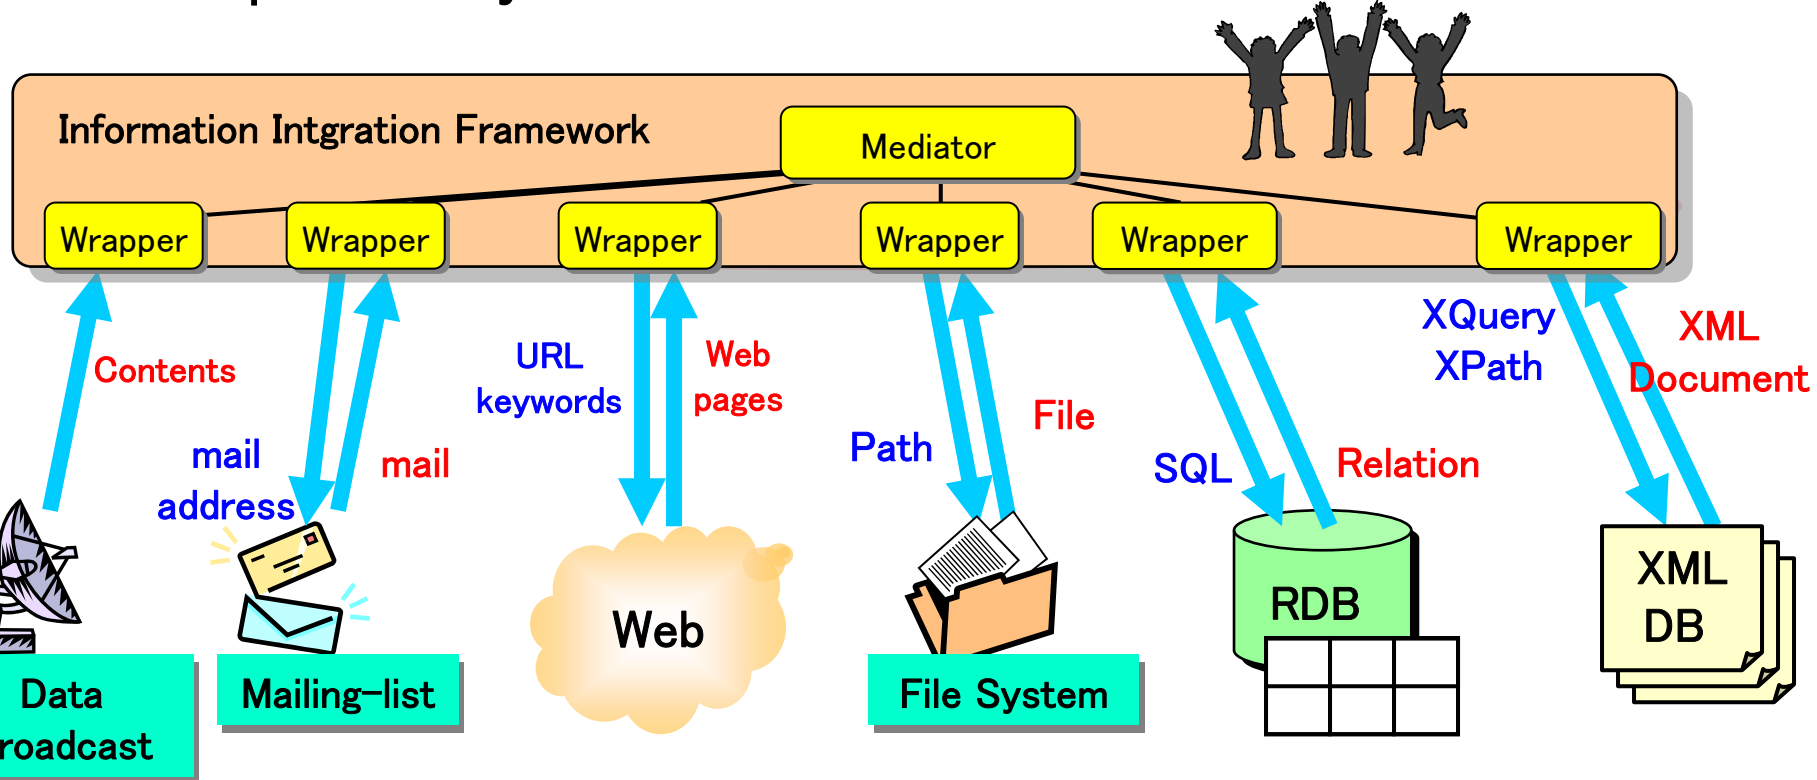 Information Intgration Framework
Mediator
Wrapper
Wrapper
Wrapper
Wrapper
Wrapper
Wrapper
Contents
mail
address
mail
URL
keywords
Web
pages
Path
File
SQL
Relation
XQuery
XPath
XML
Document
Data
roadcast
Mailing-list
Web
File System
RDB
XML
DB